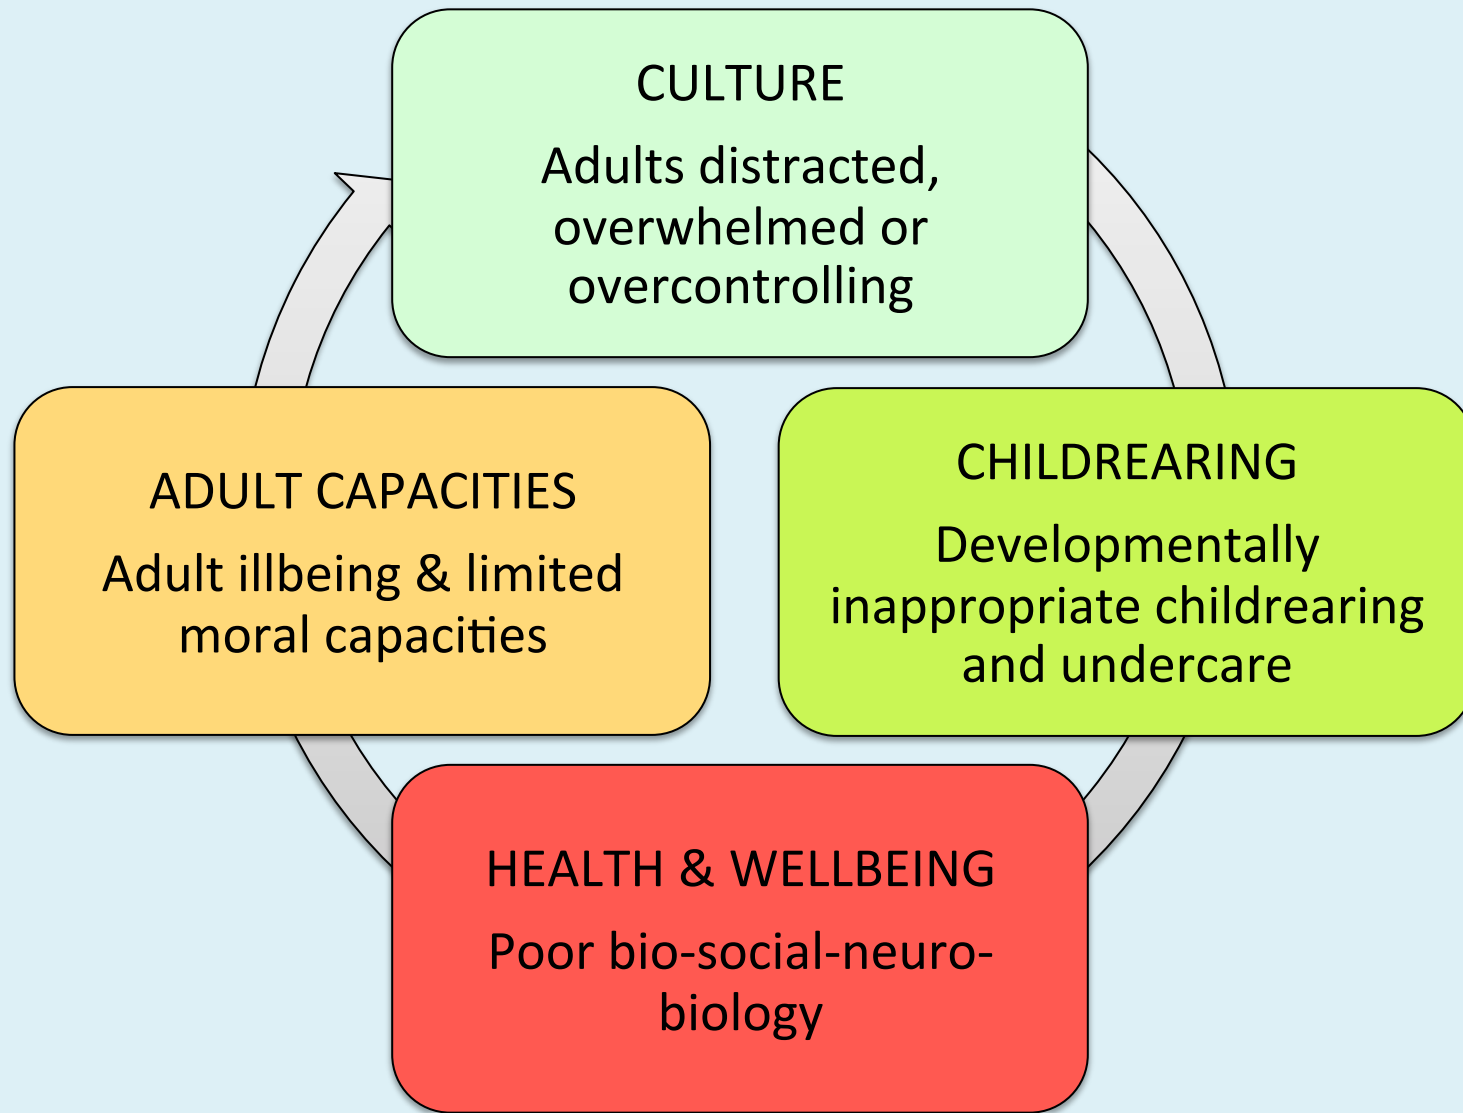 CULTURE
Adults distracted,
overwhelmed or
overcontrolling
CHILDREARING
Developmentally
inappropriate childrearing
and undercare
HEALTH & WELLBEING
Poor bio-social-neuro-
biology
ADULT CAPACITIES
Adult illbeing & limited
moral capacities